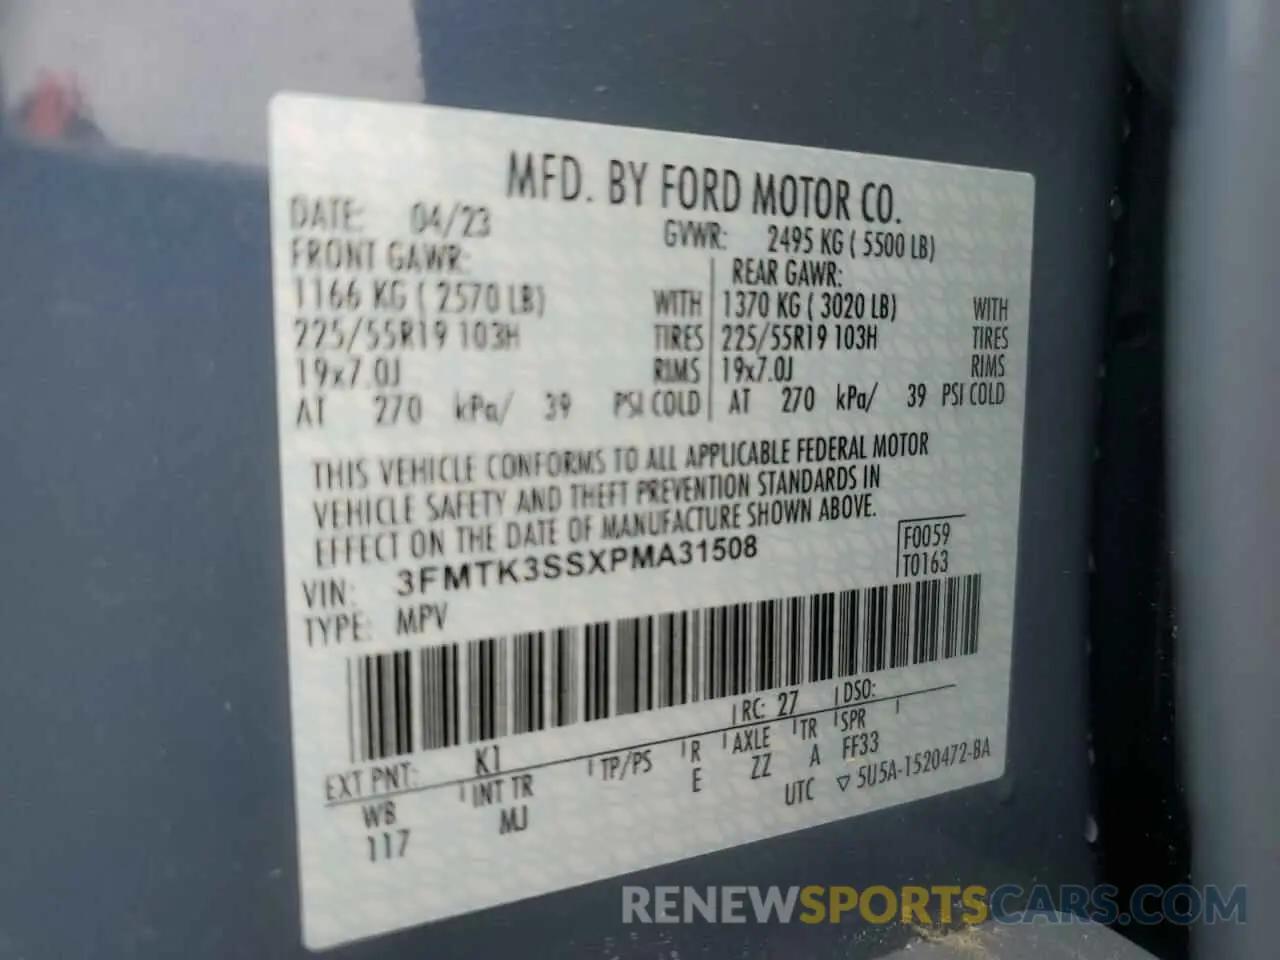 MFD. BY FORD MOTOR CO.
DATE: 04/23 GVWR: 2495 KG ( 5500 LB)
FRONT GAWR: REAR GAWR:
1166 KG ( 2570 LB) WITH 1370 KG ( 3020 LB) WITH
225/55R19 103H TIRES 225/55R19 103H TIRES
19x7.0J RIMS 19x7.0J RIMS
AT 270 kPa/ 39 PSI COLD AT 270 kPa/ 39 PSI COLD
THIS VEHICLE CONFORMS TO ALL APPLICABLE FEDERAL MOTOR
VEHICLE SAFETY AND THEFT PREVENTION STANDARDS IN
EFFECT ON THE DATE OF MANUFACTURE SHOWN ABOVE.
VIN: 3FMTK3SSXPMA31508 F0059
TYPE: MPV T0163
EXT PNT: K1 RC: 27 DSO:
WB INT TR TP/PS R AXLE TR SPR
117 MJ E ZZ A FF33
UTC ▽ 5U5A-1520472-BA
RENEWSPORTSCARS.COM